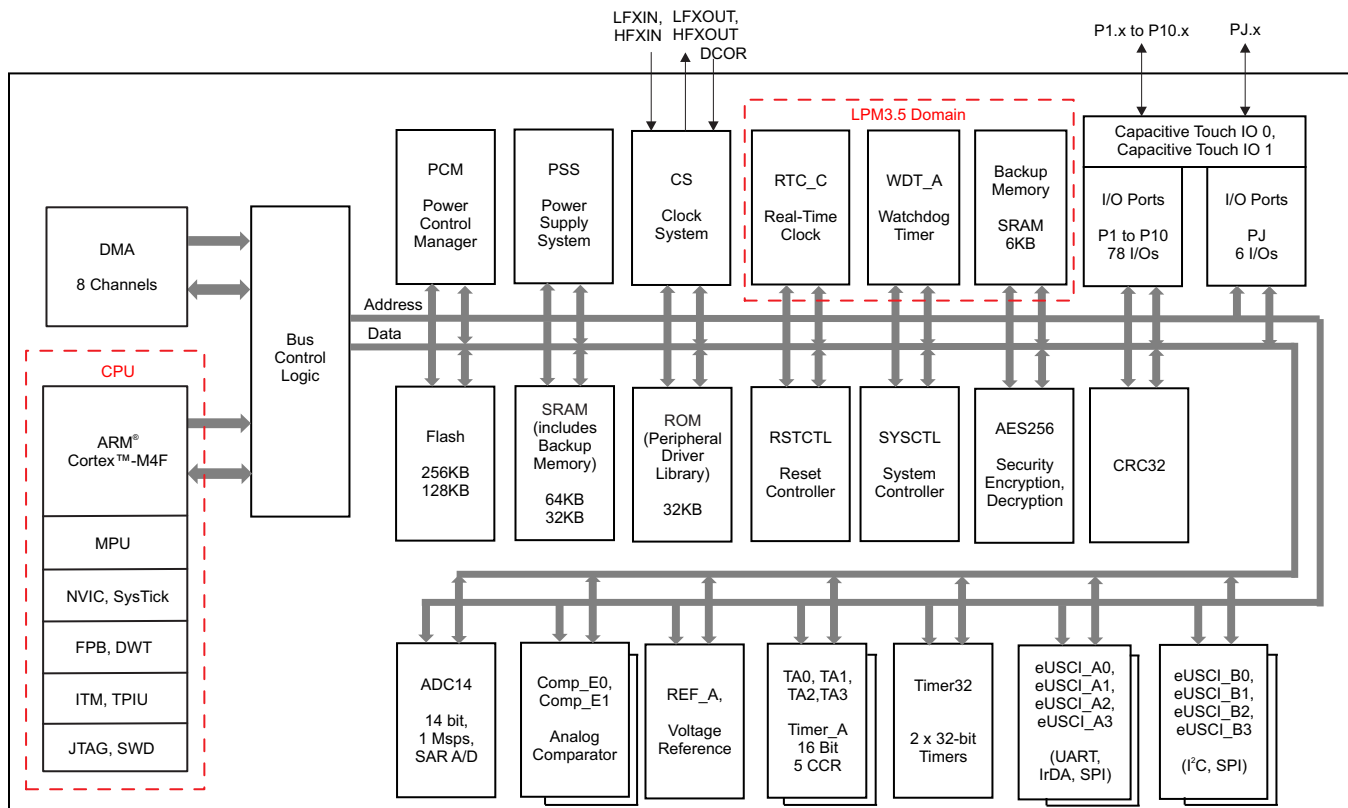 LFXIN,
HFXIN
LFXOUT,
HFXOUT
DCOR
P1.x to P10.x
PJ.x
LPM3.5 Domain
Capacitive Touch IO 0,
Capacitive Touch IO 1
PCM
Power
Control
Manager
PSS
Power
Supply
System
CS
Clock
System
RTC_C
Real-Time
Clock
WDT_A
Watchdog
Timer
Backup
Memory
SRAM
6KB
I/O Ports
P1 to P10
78 I/Os
I/O Ports
PJ
6 I/Os
DMA
8 Channels
Bus
Control
Logic
Address
Data
CPU
ARM®
Cortex™-M4F
MPU
NVIC, SysTick
FPB, DWT
ITM, TPIU
JTAG, SWD
Flash
256KB
128KB
SRAM
(includes
Backup
Memory)
64KB
32KB
ROM
(Peripheral
Driver
Library)
32KB
RSTCTL
Reset
Controller
SYSCTL
System
Controller
AES256
Security
Encryption,
Decryption
CRC32
ADC14
14 bit,
1 Msps,
SAR A/D
Comp_E0,
Comp_E1
Analog
Comparator
REF_A,
Voltage
Reference
TA0, TA1,
TA2,TA3
Timer_A
16 Bit
5 CCR
Timer32
2 x 32-bit
Timers
eUSCI_A0,
eUSCI_A1,
eUSCI_A2,
eUSCI_A3
(UART,
IrDA, SPI)
eUSCI_B0,
eUSCI_B1,
eUSCI_B2,
eUSCI_B3
(I²C, SPI)